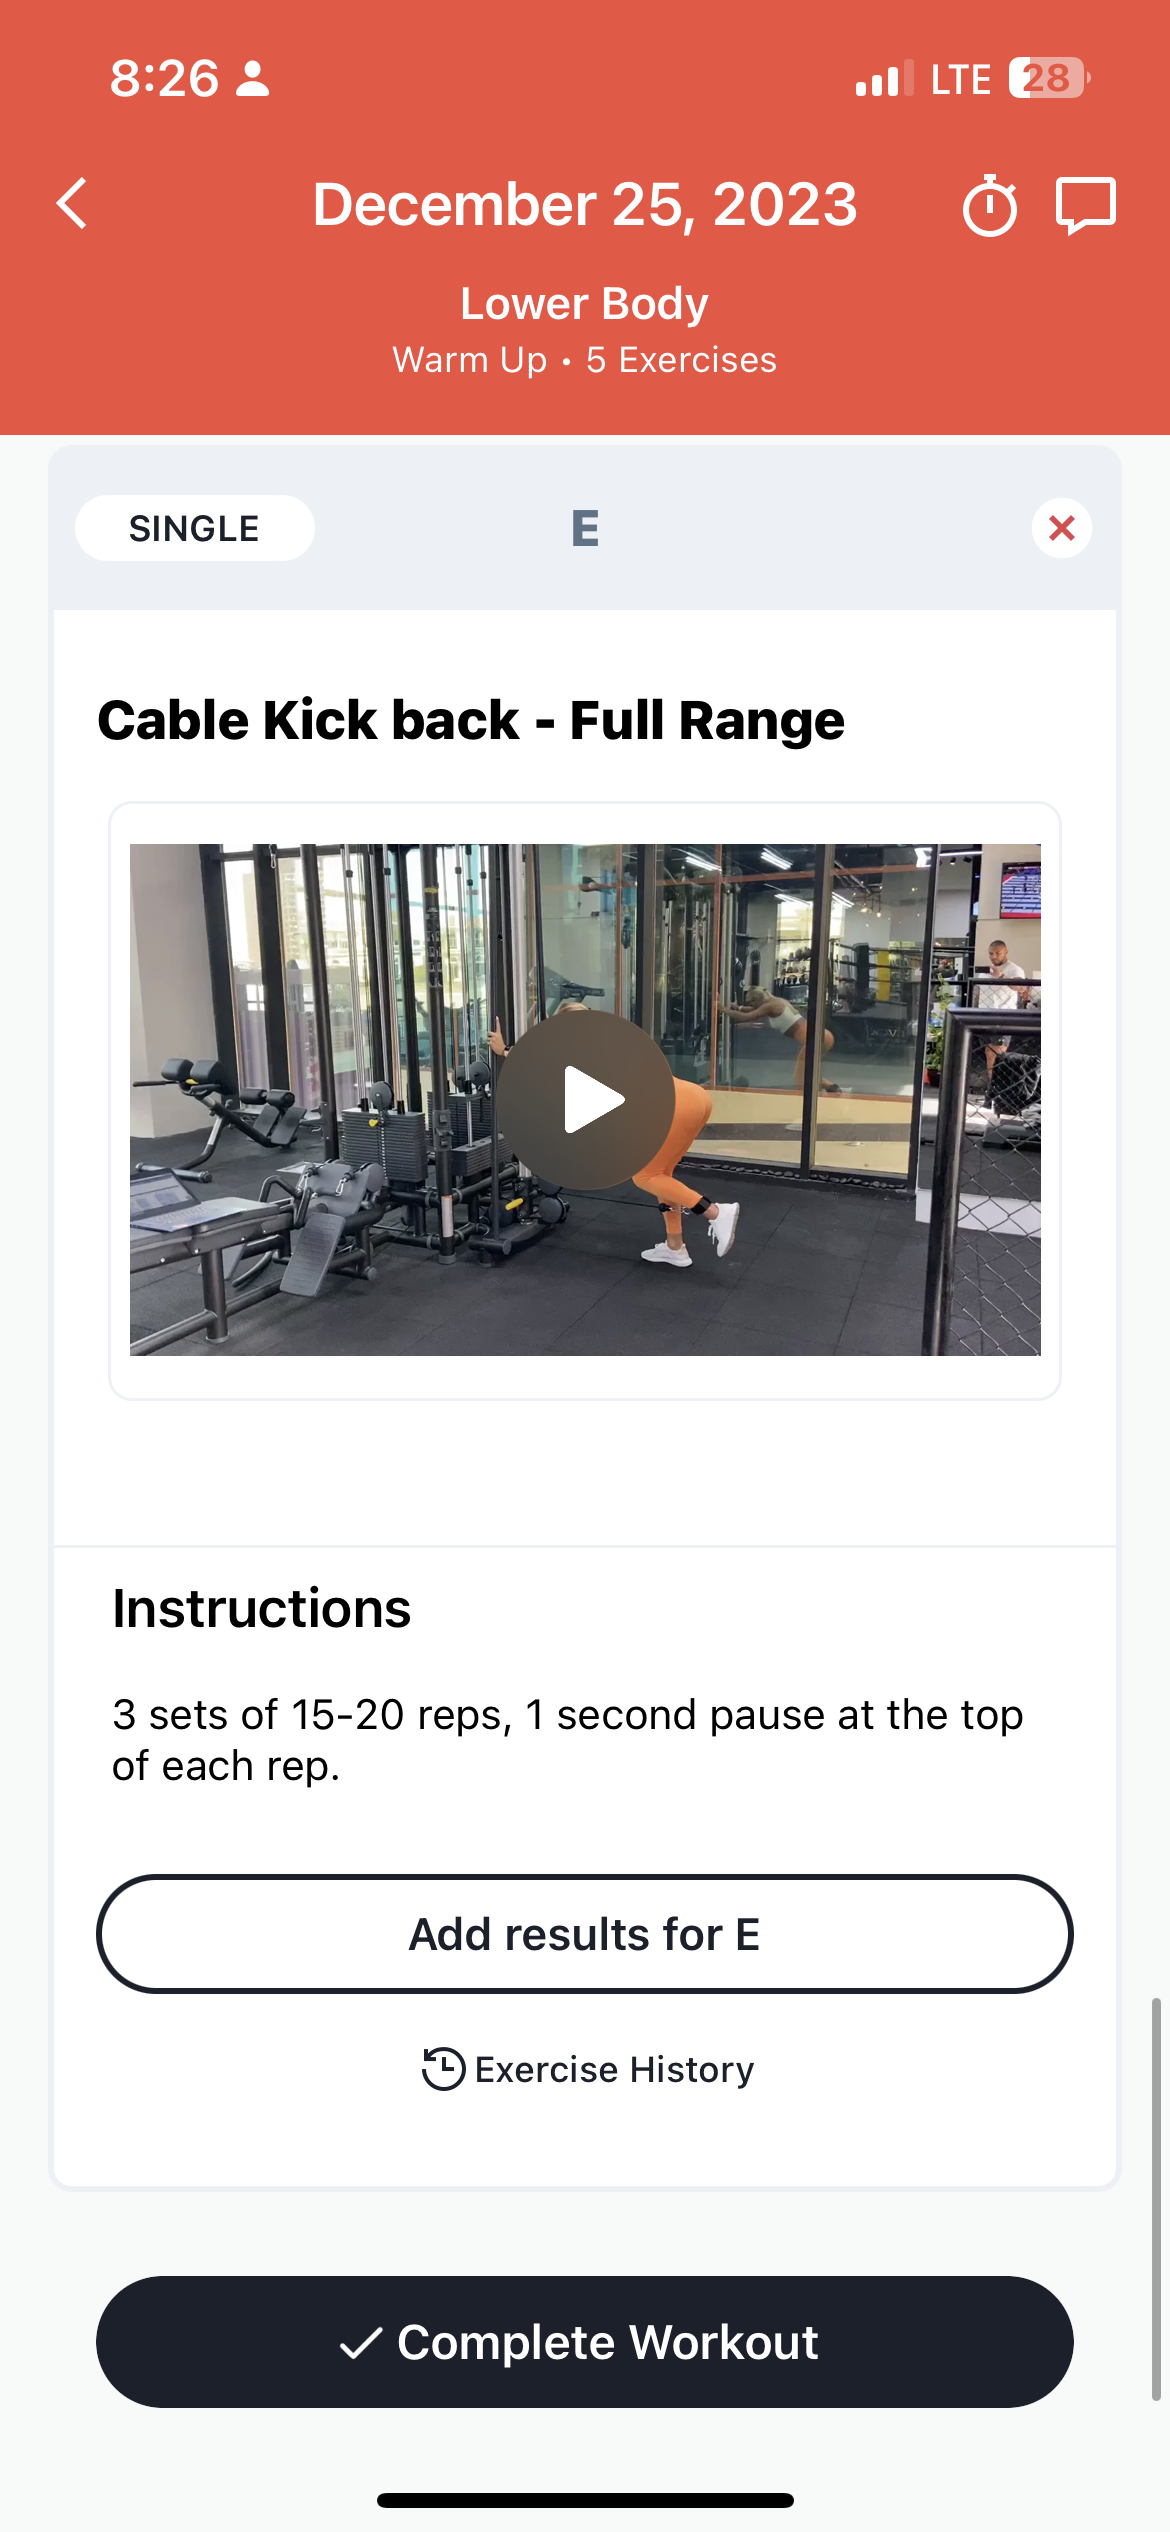 8:26
LTE
28
December 25, 2023
Lower Body
Warm Up • 5 Exercises
SINGLE
E
Cable Kick back - Full Range
Instructions
3 sets of 15-20 reps, 1 second pause at the top
of each rep.
Add results for E
Exercise History
Complete Workout